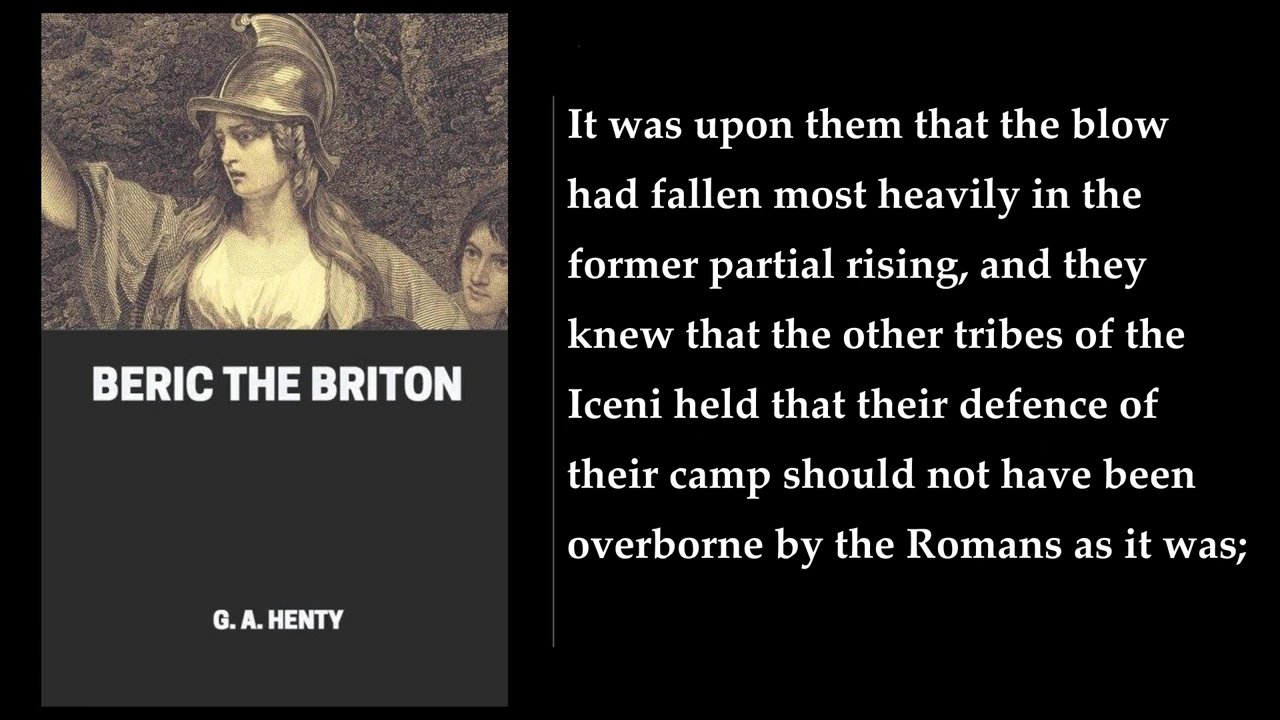 BERIC THE BRITON
G. A. HENTY
It was upon them that the blow
had fallen most heavily in the
former partial rising, and they
knew that the other tribes of the
Iceni held that their defence of
their camp should not have been
overborne by the Romans as it was;